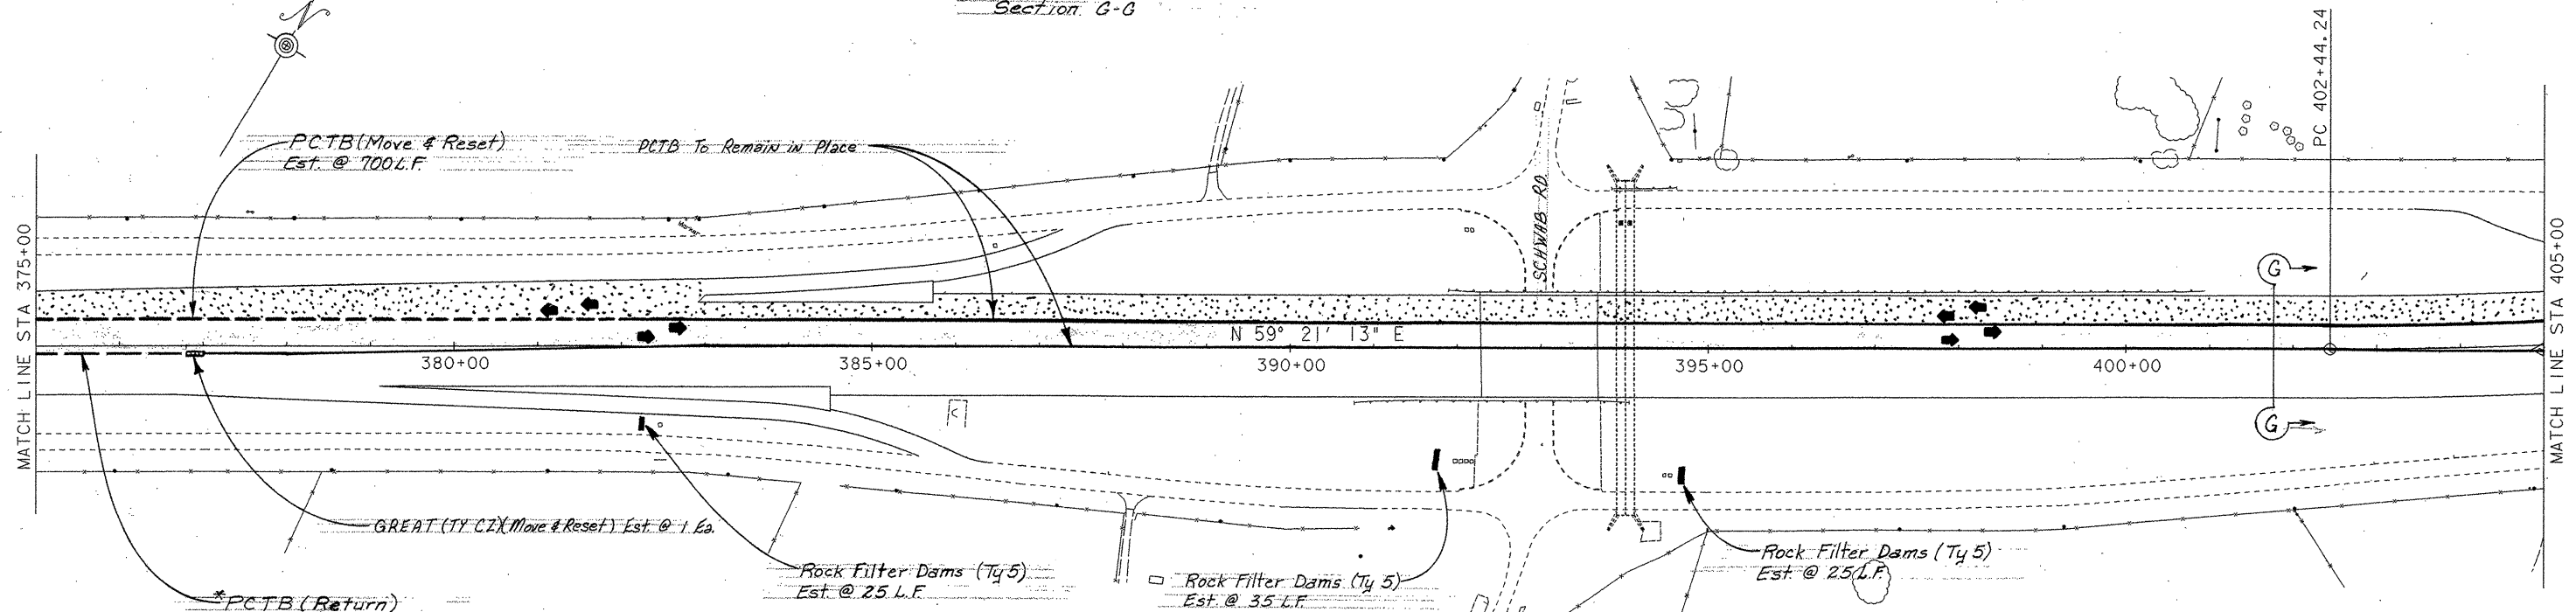 Section G-G
N
PC 402+44.24
PCTB (Move & Reset)
Est. @ 700 L.F.
PCTB To Remain in Place
MATCH LINE STA 375+00
Marker
SCHWAB RD.
MATCH LINE STA 405+00
G
N 59° 21' 13" E
380+00
385+00
390+00
395+00
400+00
G
GREAT (TY CZ)(Move & Reset) Est. @ 1 Ea.
Rock Filter Dams (Ty 5)
Est. @ 25 L.F.
Rock Filter Dams (Ty 5)
Est. @ 35 L.F.
Rock Filter Dams (Ty 5)
Est. @ 25 L.F.
*PCTB (Return)